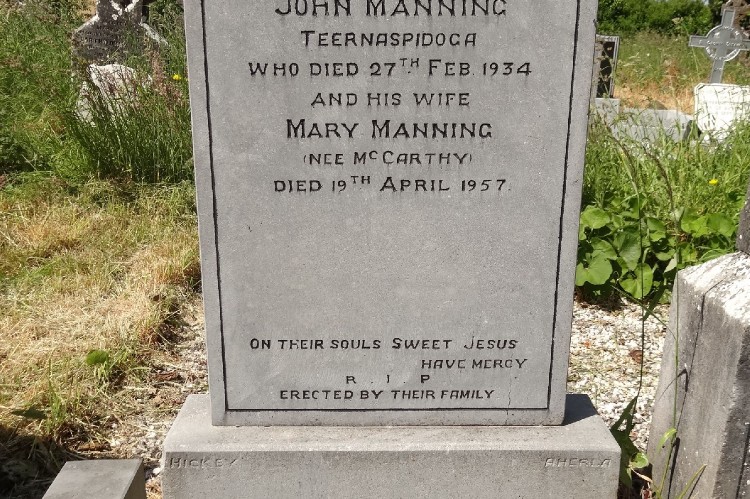 JOHN MANNING
TEERNASPIDOGA
WHO DIED 27TH FEB. 1934
AND HIS WIFE
MARY MANNING
(NEE MCCARTHY)
DIED 19TH APRIL 1957.
ON THEIR SOULS SWEET JESUS
HAVE MERCY
R.I.P
ERECTED BY THEIR FAMILY
HICKEY AHERLA